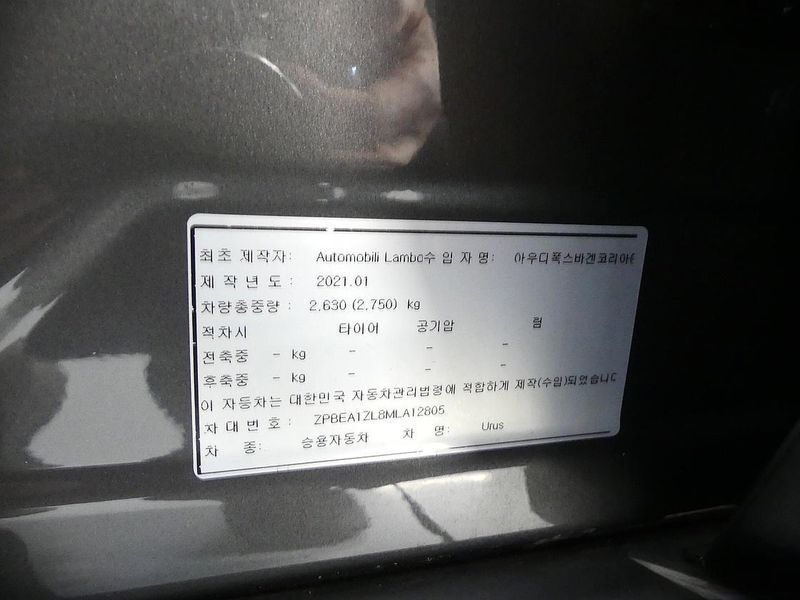 최초 제작자: Automobili Lambc수 입 자 명: 아우디폭스바겐코리아
제 작 년 도 : 2021.01
차량총중량 : 2,630 (2,750) kg
적차시 타이어 공기압 림
전축중 - kg - - -
후축중 - kg - - -
이 자동차는 대한민국 자동차관리법령에 적합하게 제작(수입)되었습니다
차 대 번 호 : ZPBEA1ZL8MLA12805
차 종: 승용자동차 차 명: Urus